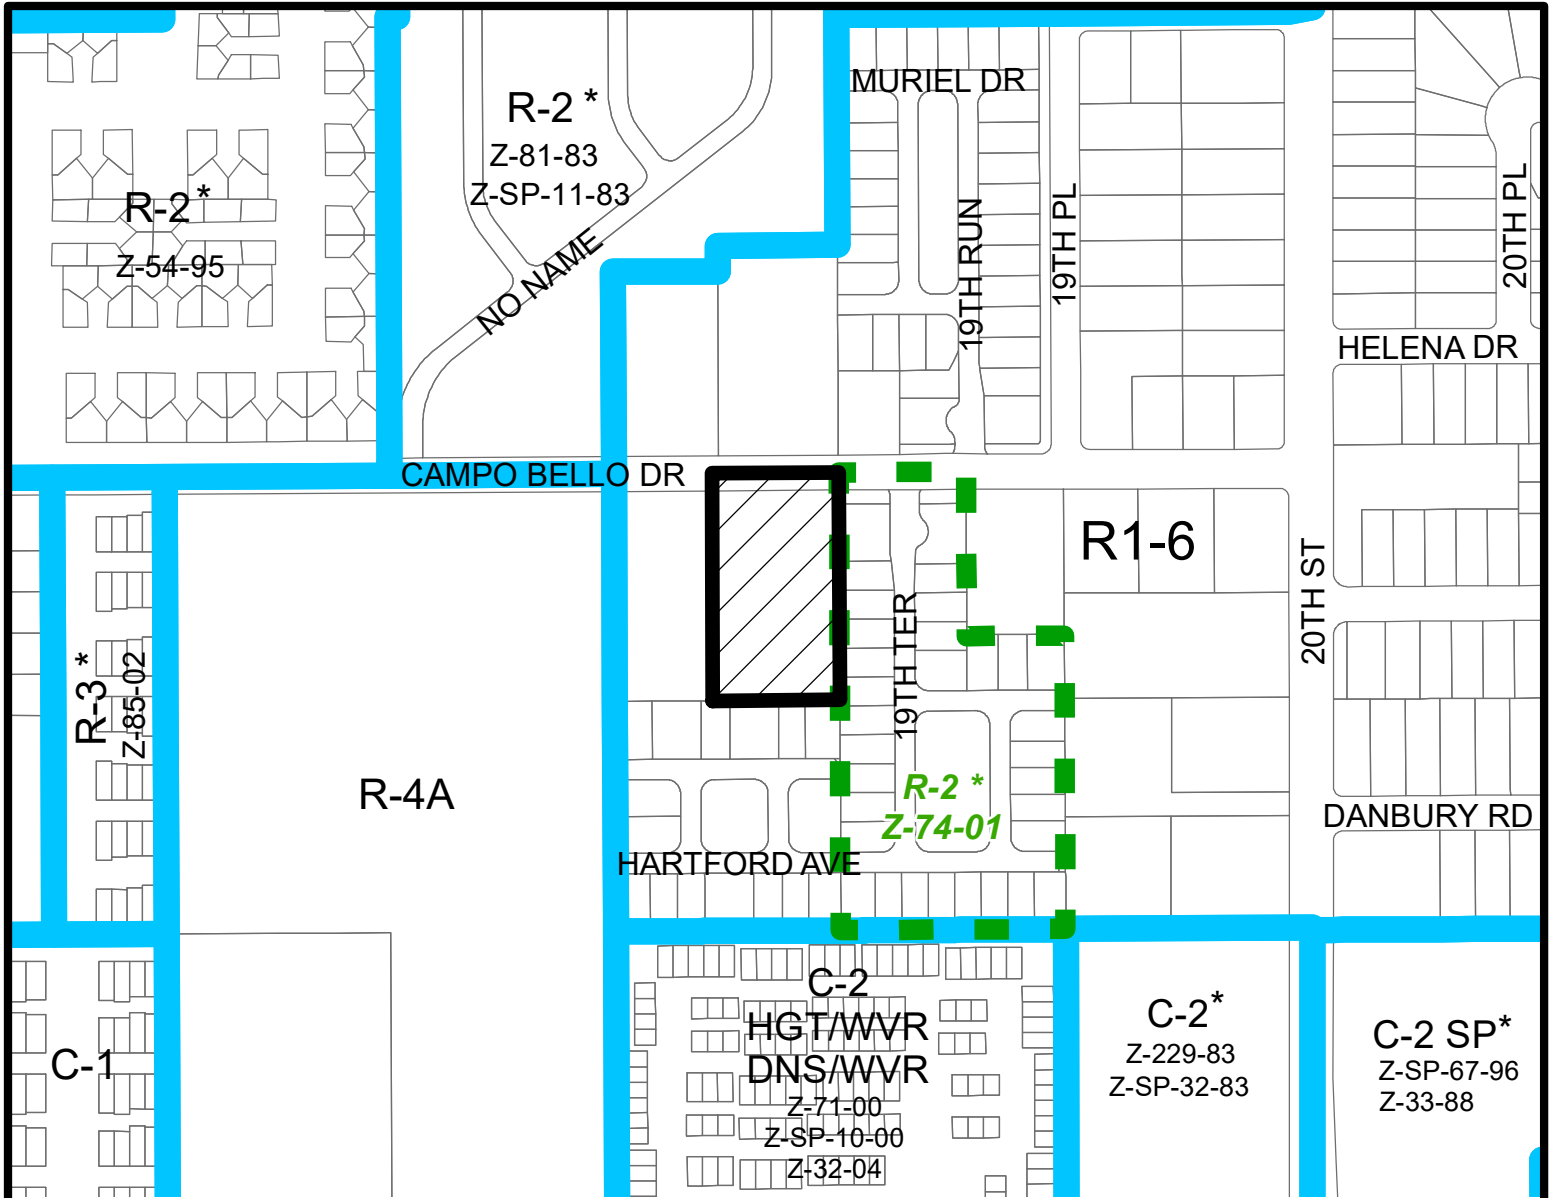 MURIEL DR
R-2 *
Z-81-83
Z-SP-11-83
R-2 *
Z-54-95
NO NAME
19TH RUN
19TH PL
20TH PL
HELENA DR
CAMPO BELLO DR
R1-6
20TH ST
19TH TER
R-3 *
Z-85-02
R-4A
R-2 *
Z-74-01
DANBURY RD
HARTFORD AVE
C-2
HGT/WVR
DNS/WVR
Z-71-00
Z-SP-10-00
Z-32-04
C-2 *
Z-229-83
Z-SP-32-83
C-2 SP *
Z-SP-67-96
Z-33-88
C-1